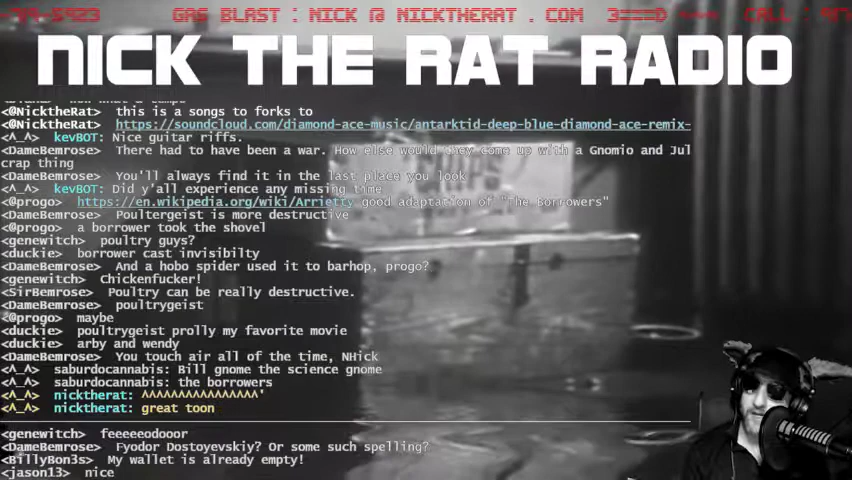 -799-5923 GAS BLAST : NICK @ NICKTHERAT . COM 3===D ~~~~ CALL : 97
NICK THE RAT RADIO
<@NicktheRat> this is a songs to forks to
<@NicktheRat> https://soundcloud.com/diamond-ace-music/antarktid-deep-blue-diamond-ace-remix-
<^_^> kevBOT: Nice guitar riffs.
<DameBemrose> There had to have been a war. How else would they come up with a Gnomio and Jul
crap thing
<DameBemrose> You'll always find it in the last place you look
<^_^> kevBOT: Did y'all experience any missing time
<@progo> https://en.wikipedia.org/wiki/Arrietty good adaptation of "The Borrowers"
<DameBemrose> Poultergeist is more destructive
<@progo> a borrower took the shovel
<genewitch> poultry guys?
<duckie> borrower cast invisibilty
<DameBemrose> And a hobo spider used it to barhop, progo?
<genewitch> Chickenfucker!
<SirBemrose> Poultry can be really destructive.
<DameBemrose> poultrygeist
<@progo> maybe
<duckie> poultrygeist prolly my favorite movie
<duckie> arby and wendy
<DameBemrose> You touch air all of the time, NHick
<^_^> saburdocannabis: Bill gnome the science gnome
<^_^> saburdocannabis: the borrowers
<^_^> nicktherat: ^^^^^^^^^^^^^^^^^'
<^_^> nicktherat: great toon
<genewitch> feeeeeodooor
<DameBemrose> Fyodor Dostoyevskiy? Or some such spelling?
<BillyBon3s> My wallet is already empty!
<jason13> nice